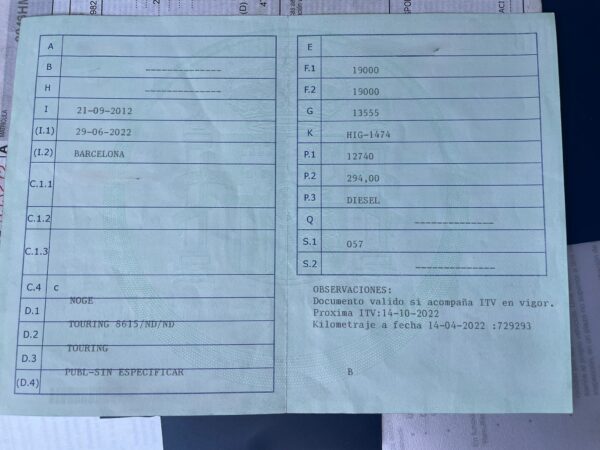 A
B --------------
H --------------
I 21-09-2012
(I.1) 29-06-2022
(I.2) BARCELONA
C.1.1
C.1.2
C.1.3
C.4 c
D.1 NOGE
D.2 TOURING 8615/ND/ND
D.3 TOURING
(D.4) PUBL-SIN ESPECIFICAR
E
F.1 19000
F.2 19000
G 13555
K HIG-1474
P.1 12740
P.2 294,00
P.3 DIESEL
Q --------------
S.1 057
S.2 --------------
OBSERVACIONES:
Documento valido si acompaña ITV en vigor.
Proxima ITV:14-10-2022
Kilometraje a fecha 14-04-2022 :729293
B
(D)
A MATRICULA